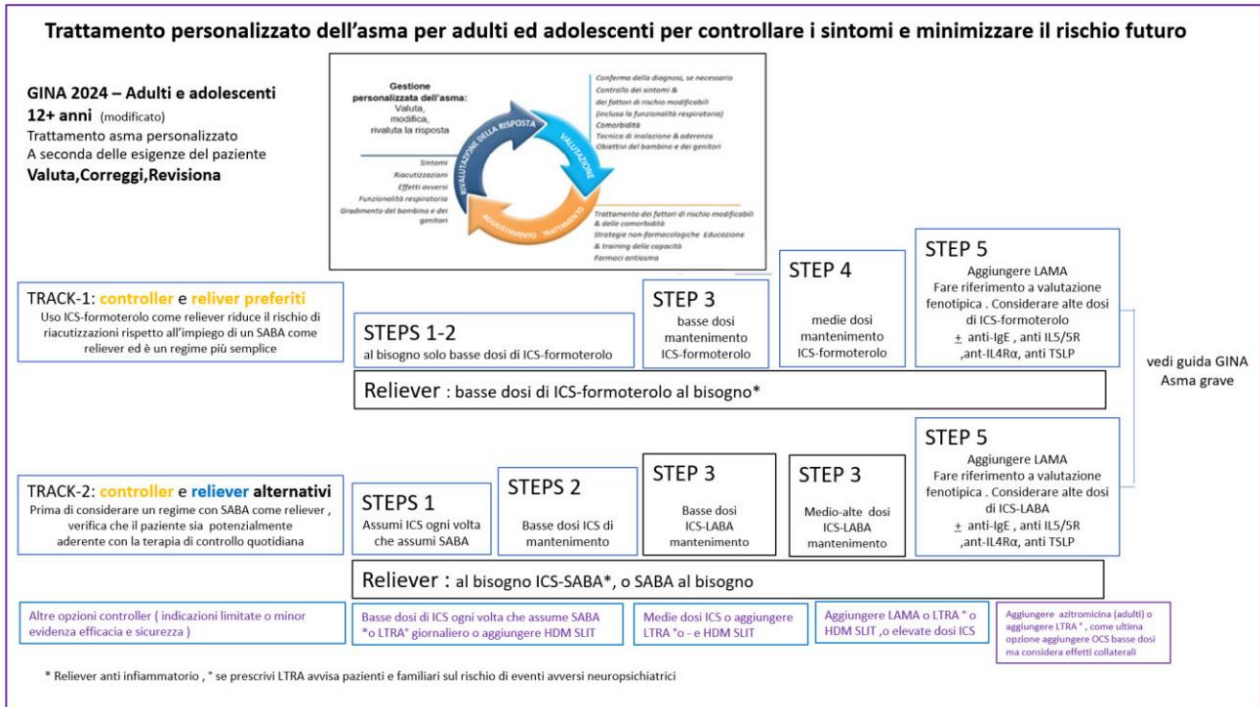 Trattamento personalizzato dell'asma per adulti ed adolescenti per controllare i sintomi e minimizzare il rischio futuro
GINA 2024 – Adulti e adolescenti
12+ anni (modificato)
Trattamento asma personalizzato
A seconda delle esigenze del paziente
Valuta,Correggi,Revisiona
Gestione
personalizzata dell'asma:
Valuta,
modifica,
rivaluta la risposta
Conferma della diagnosi, se necessario
Controllo dei sintomi &
dei fattori di rischio modificabili
(inclusa la funzionalità respiratoria)
Comorbidità
Tecnica di inalazione & aderenza
Obiettivi del bambino e dei genitori
RIVALUTAZIONE DELLA RISPOSTA
VALUTAZIONE
AGGIUSTAMENTO TRATTAMENTO
Sintomi
Riacutizzazioni
Effetti avversi
Funzionalità respiratoria
Gradimento del bambino e dei
genitori
Trattamento dei fattori di rischio modificabili
& delle comorbidità
Strategie non-farmacologiche Educazione
& training delle capacità
Farmaci antiasma
TRACK-1: controller e reliver preferiti
Uso ICS-formoterolo come reliever riduce il rischio di
riacutizzazioni rispetto all'impiego di un SABA come
reliever ed è un regime più semplice
STEPS 1-2
al bisogno solo basse dosi di ICS-formoterolo
STEP 3
basse dosi
mantenimento
ICS-formoterolo
STEP 4
medie dosi
mantenimento
ICS-formoterolo
STEP 5
Aggiungere LAMA
Fare riferimento a valutazione
fenotipica . Considerare alte dosi
di ICS-formoterolo
+ anti-IgE , anti IL5/5R
,anti-IL4Rα, anti TSLP
Reliever : basse dosi di ICS-formoterolo al bisogno*
vedi guida GINA
Asma grave
TRACK-2: controller e reliever alternativi
Prima di considerare un regime con SABA come reliever ,
verifica che il paziente sia potenzialmente
aderente con la terapia di controllo quotidiana
STEPS 1
Assumi ICS ogni volta
che assumi SABA
STEPS 2
Basse dosi ICS di
mantenimento
STEP 3
Basse dosi
ICS-LABA
mantenimento
STEP 3
Medio-alte dosi
ICS-LABA
mantenimento
STEP 5
Aggiungere LAMA
Fare riferimento a valutazione
fenotipica . Considerare alte dosi
di ICS-LABA
+ anti-IgE , anti IL5/5R
,anti-IL4Rα, anti TSLP
Reliever : al bisogno ICS-SABA*, o SABA al bisogno
Altre opzioni controller ( indicazioni limitate o minor
evidenza efficacia e sicurezza )
Basse dosi di ICS ogni volta che assume SABA
*o LTRA° giornaliero o aggiungere HDM SLIT
Medie dosi ICS o aggiungere
LTRA °o - e HDM SLIT
Aggiungere LAMA o LTRA ° o
HDM SLIT ,o elevate dosi ICS
Aggiungere azitromicina (adulti) o
aggiungere LTRA ° , come ultima
opzione aggiungere OCS basse dosi
ma considera effetti collaterali
* Reliever anti infiammatorio , ° se prescrivi LTRA avvisa pazienti e familiari sul rischio di eventi avversi neuropsichiatrici